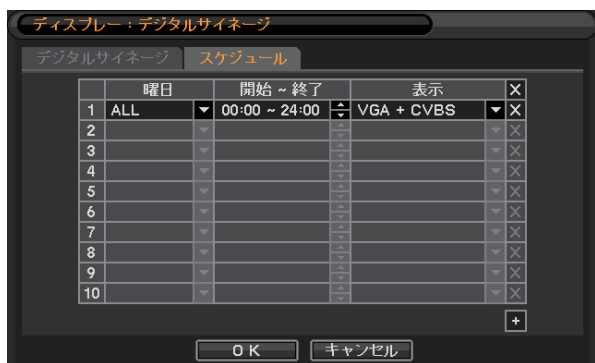 ディスプレー：デジタルサイネージ
デジタルサイネージ スケジュール
曜日 開始 ~ 終了 表示 X
1 ALL 00:00 ~ 24:00 VGA + CVBS X
2 X
3 X
4 X
5 X
6 X
7 X
8 X
9 X
10 X
+
OK キャンセル